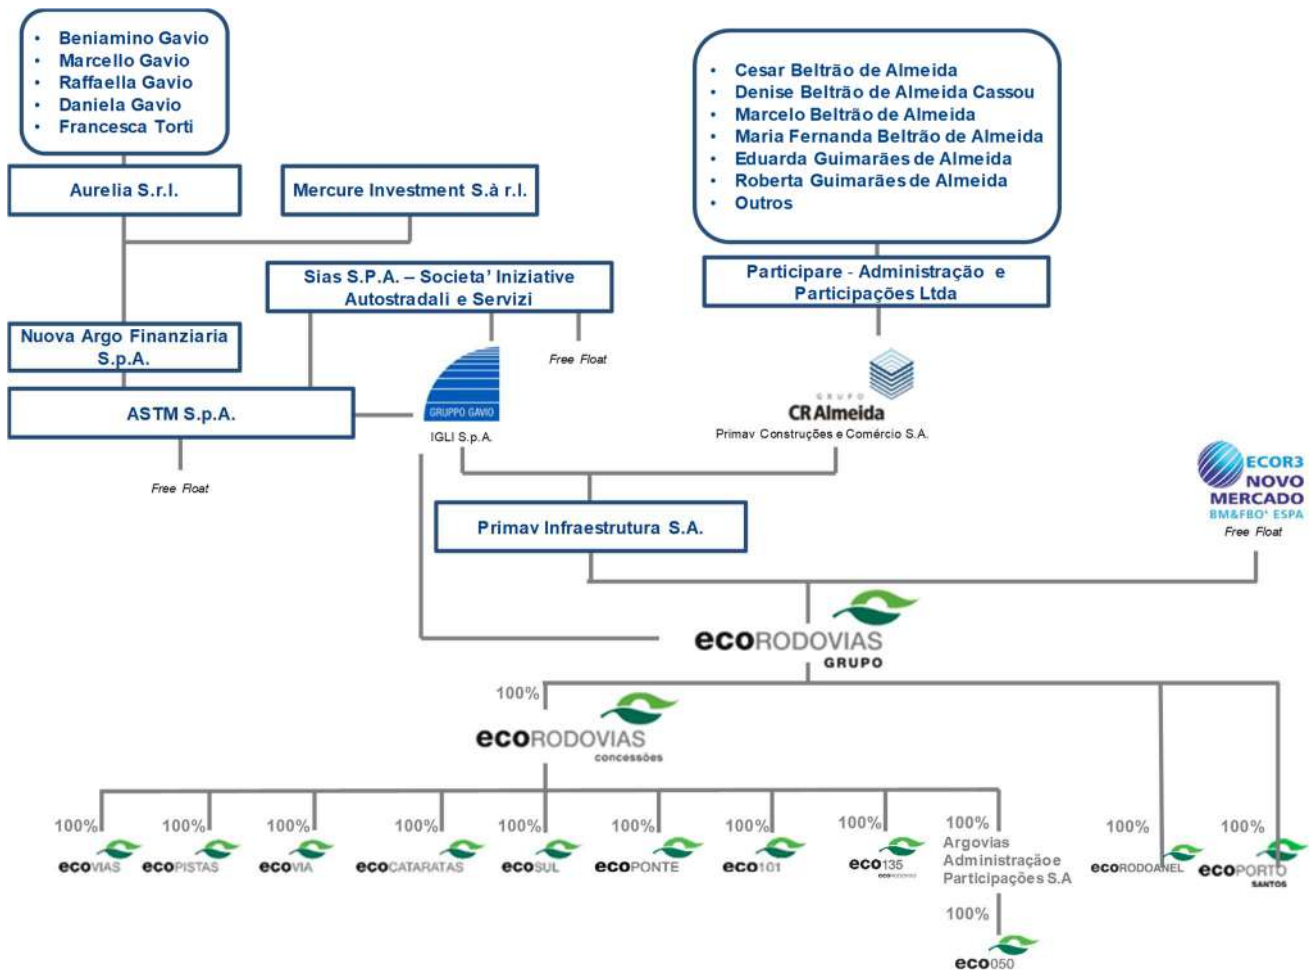 • Beniamino Gavio
• Marcello Gavio
• Raffaella Gavio
• Daniela Gavio
• Francesca Torti
• Cesar Beltrão de Almeida
• Denise Beltrão de Almeida Cassou
• Marcelo Beltrão de Almeida
• Maria Fernanda Beltrão de Almeida
• Eduarda Guimarães de Almeida
• Roberta Guimarães de Almeida
• Outros
Aurelia S.r.l.
Mercure Investment S.à r.l.
Sias S.P.A. – Societa' Iniziative
Autostradali e Servizi
Participare - Administração e
Participações Ltda
Nuova Argo Finanziaria
S.p.A.
Free Float
ASTM S.p.A.
GRUPPO GAVIO
IGLI S.p.A.
GRUPO
CR Almeida
Primav Construções e Comércio S.A.
Free Float
ECOR3
NOVO
MERCADO
BM&FBO' ESPA
Free Float
Primav Infraestrutura S.A.
ecoRODOVIAS
GRUPO
100%
ecoRODOVIAS
concessões
100%
ecoVIAS
100%
ecoPISTAS
100%
ecoVIA
100%
ecoCATARATAS
100%
ecoSUL
100%
ecoPONTE
100%
eco101
100%
eco135
ecoRODOVIAS
100%
Argovias
Administração e
Participações S.A
100%
eco050
100%
ecoRODOANEL
100%
ecoPORTO
SANTOS